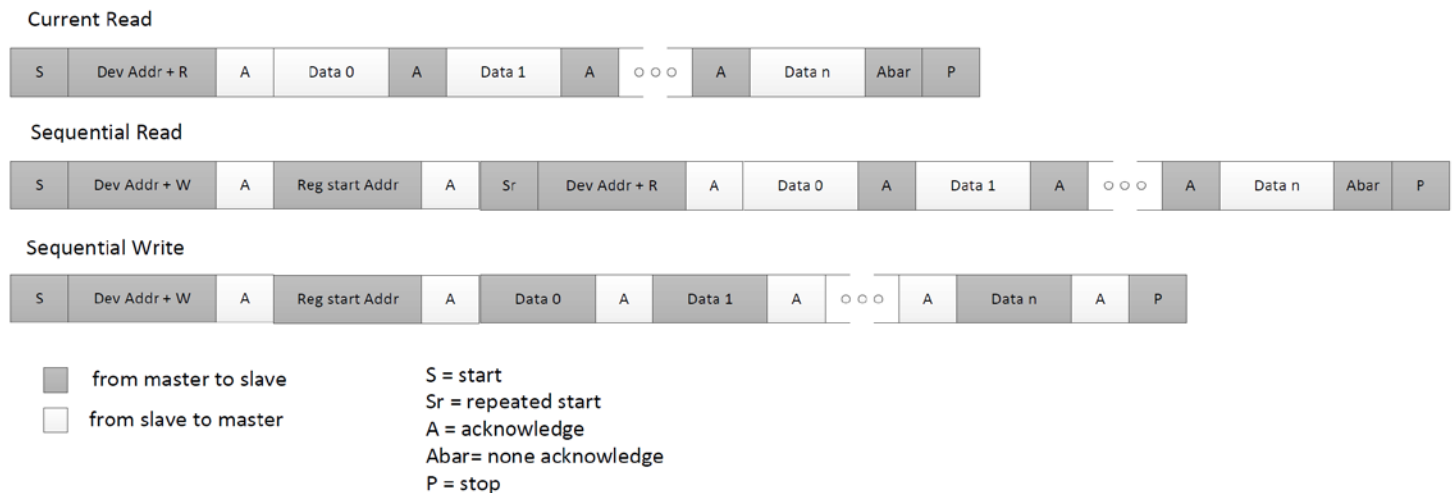 Current Read
S Dev Addr + R A Data 0 A Data 1 A A Data n Abar P
Sequential Read
S Dev Addr + W A Reg start Addr A Sr Dev Addr + R A Data 0 A Data 1 A A Data n Abar P
Sequential Write
S Dev Addr + W A Reg start Addr A Data 0 A Data 1 A A Data n A P
from master to slave
from slave to master
S = start
Sr = repeated start
A = acknowledge
Abar= none acknowledge
P = stop